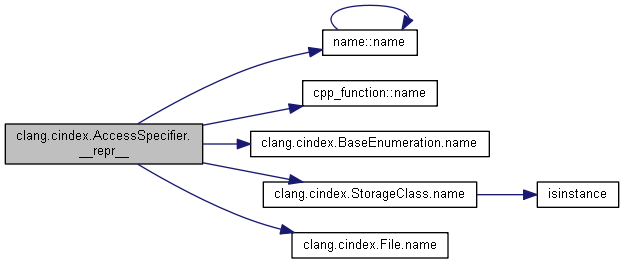 name::name
cpp_function::name
clang.cindex.AccessSpecifier.
__repr__
clang.cindex.BaseEnumeration.name
clang.cindex.StorageClass.name
isinstance
clang.cindex.File.name